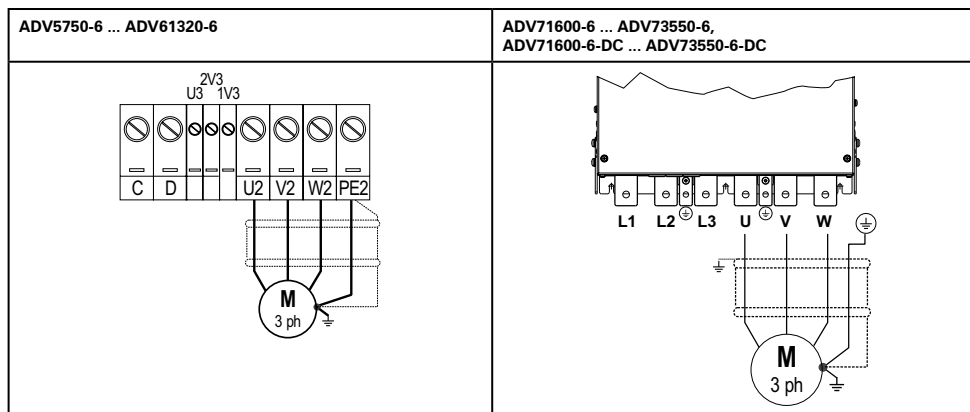 ADV5750-6 ... ADV61320-6
ADV71600-6 ... ADV73550-6,
ADV71600-6-DC ... ADV73550-6-DC
2V3
U3 1V3
C D U2 V2 W2 PE2
M
3 ph
L1 L2 L3 U V W
M
3 ph